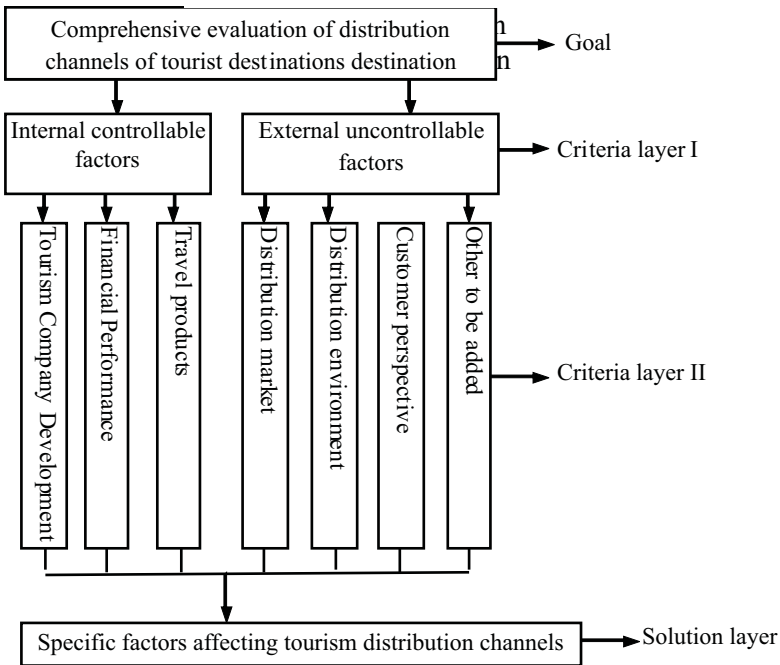 Comprehensive evaluation of distribution
channels of tourist destinations destination
n
n
Goal
Internal controllable
factors
External uncontrollable
factors
Criteria layer I
Tourism Company Development
Financial Performance
Travel products
Distribution market
Distribution environment
Customer perspective
Other to be added
Criteria layer II
Specific factors affecting tourism distribution channels
Solution layer